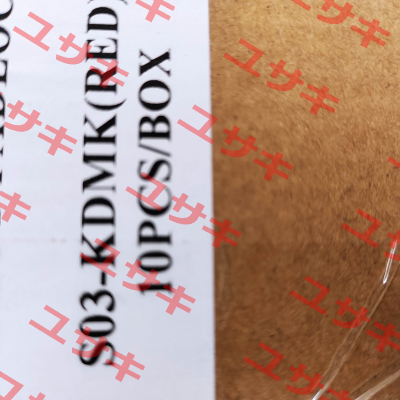 S03-KDMK(RED)
10PCS/BOX
ユサキ